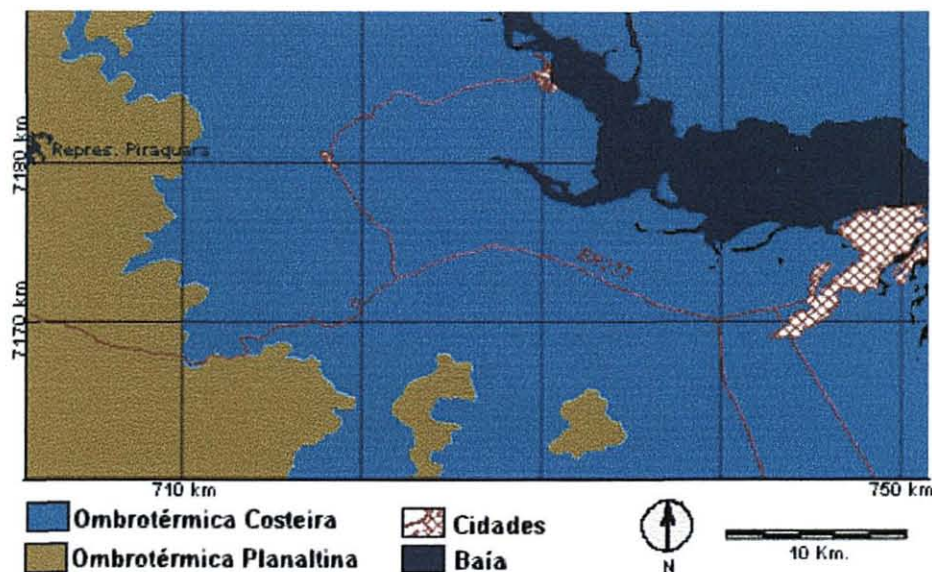 Repres. Piraquara
7180 km
BR277
7170 km
710 km
750 km
Ombrotérmica Costeira
Cidades
N
10 Km.
Ombrotérmica Planaltina
Baía